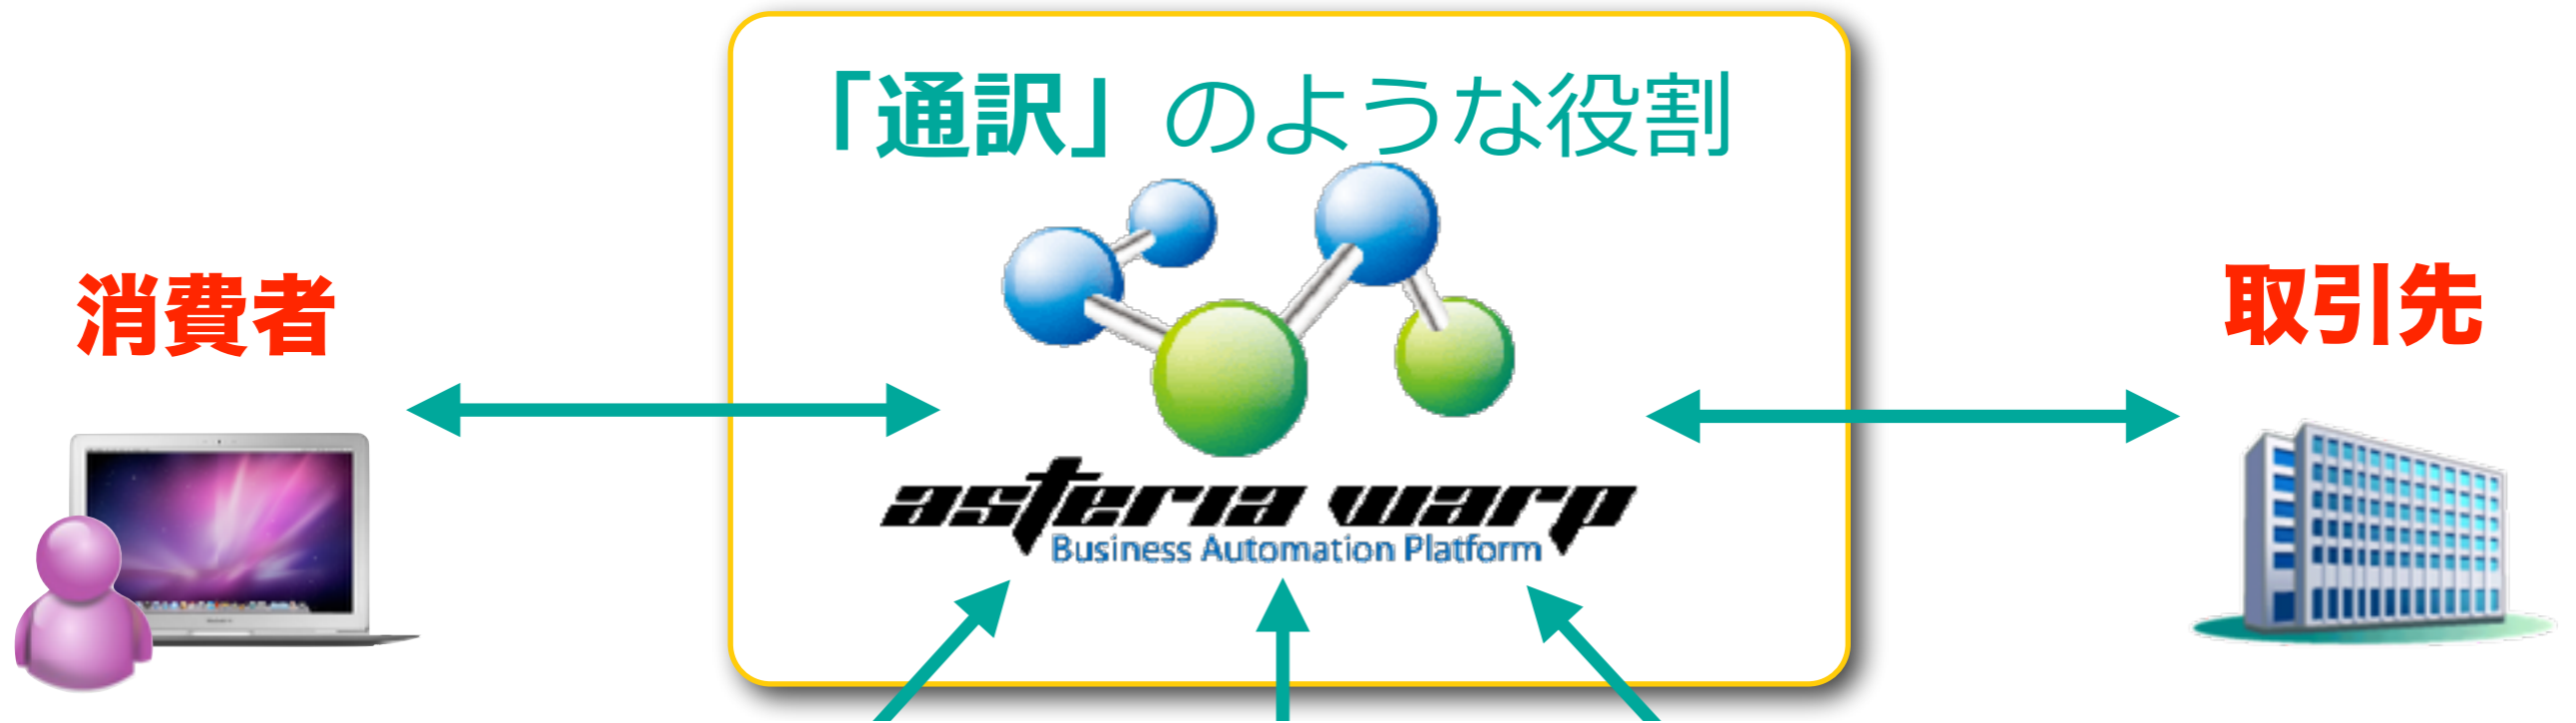 「通訳」のような役割
消費者
取引先
asteria warp
Business Automation Platform